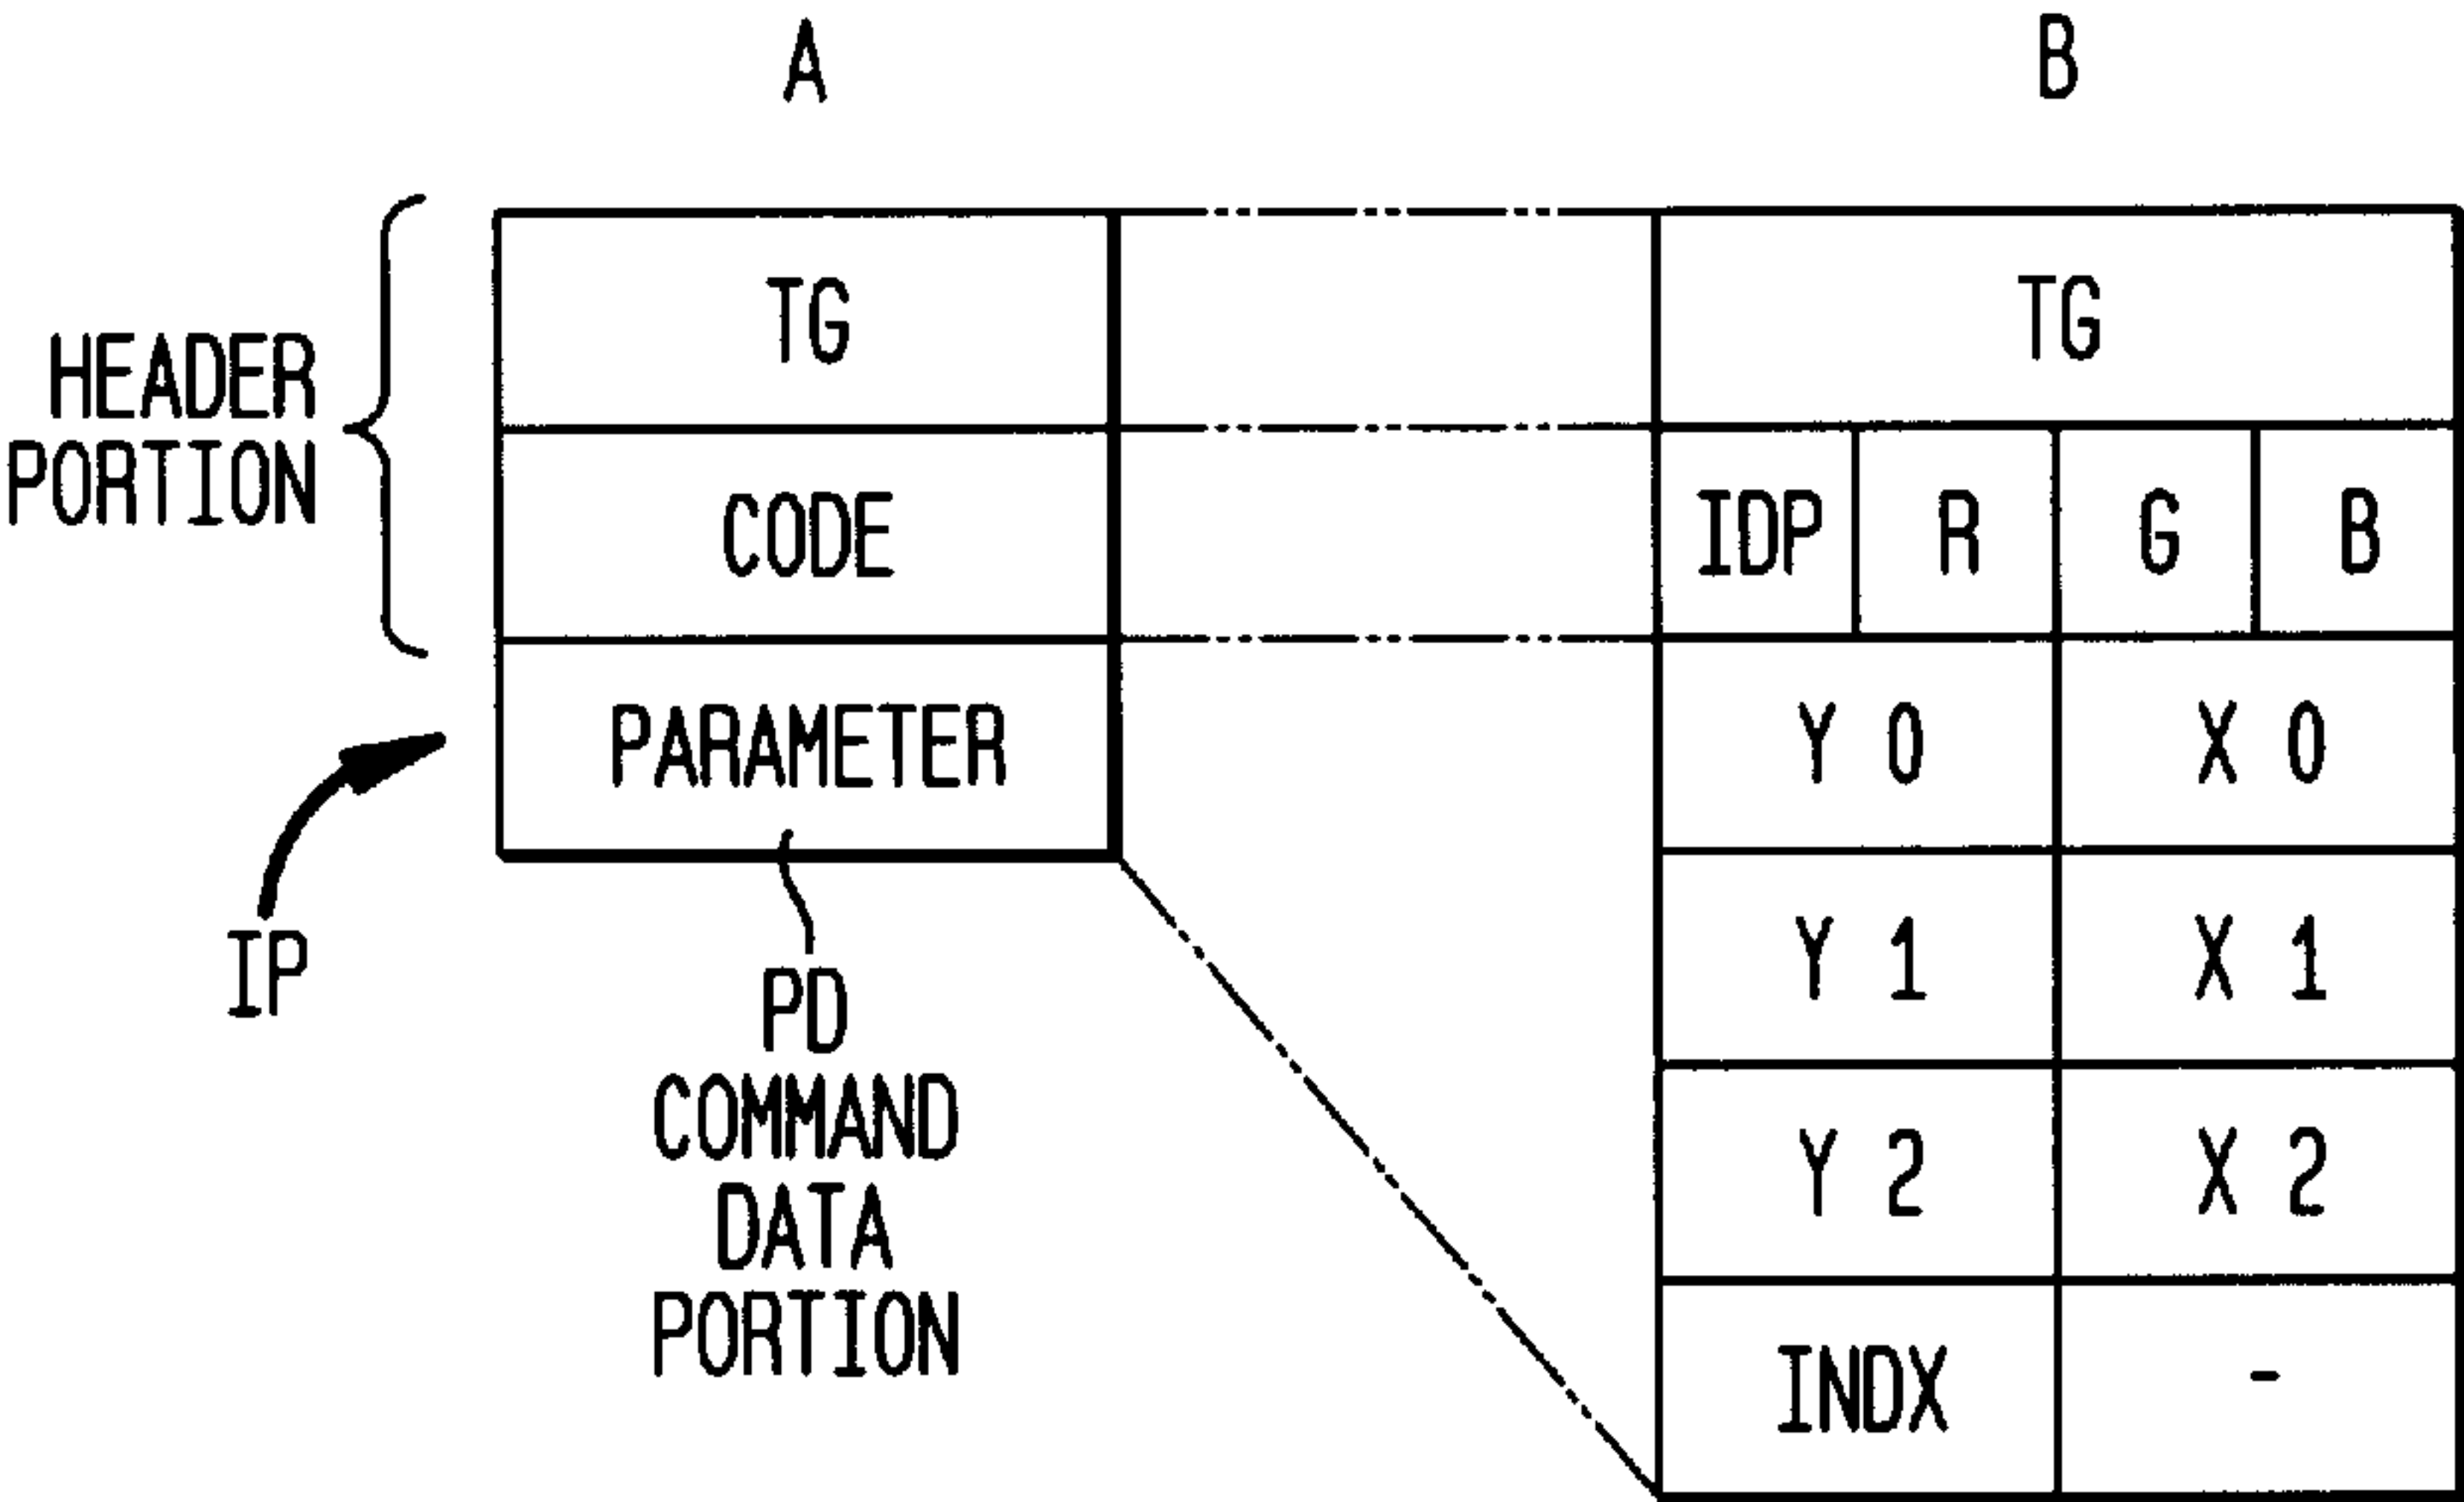 A
B
HEADER
PORTION
TG
CODE
PARAMETER
IP
PD
COMMAND
DATA
PORTION
TG
IDP R G B
Y 0 X 0
Y 1 X 1
Y 2 X 2
INDX -